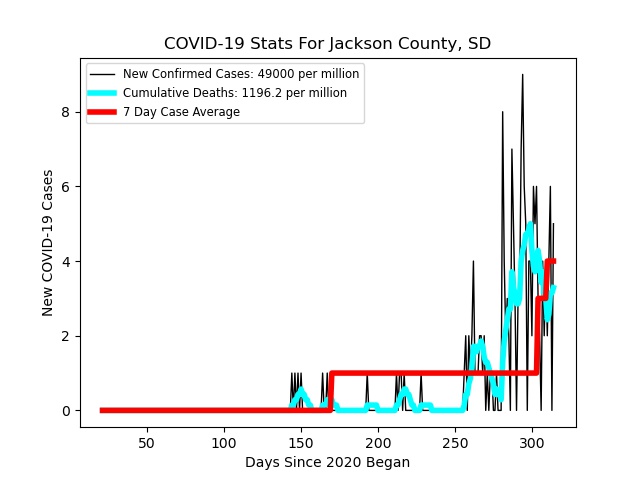 COVID-19 Stats For Jackson County, SD
New Confirmed Cases: 49000 per million
Cumulative Deaths: 1196.2 per million
7 Day Case Average
New COVID-19 Cases
8
6
4
2
0
50 100 150 200 250 300
Days Since 2020 Began